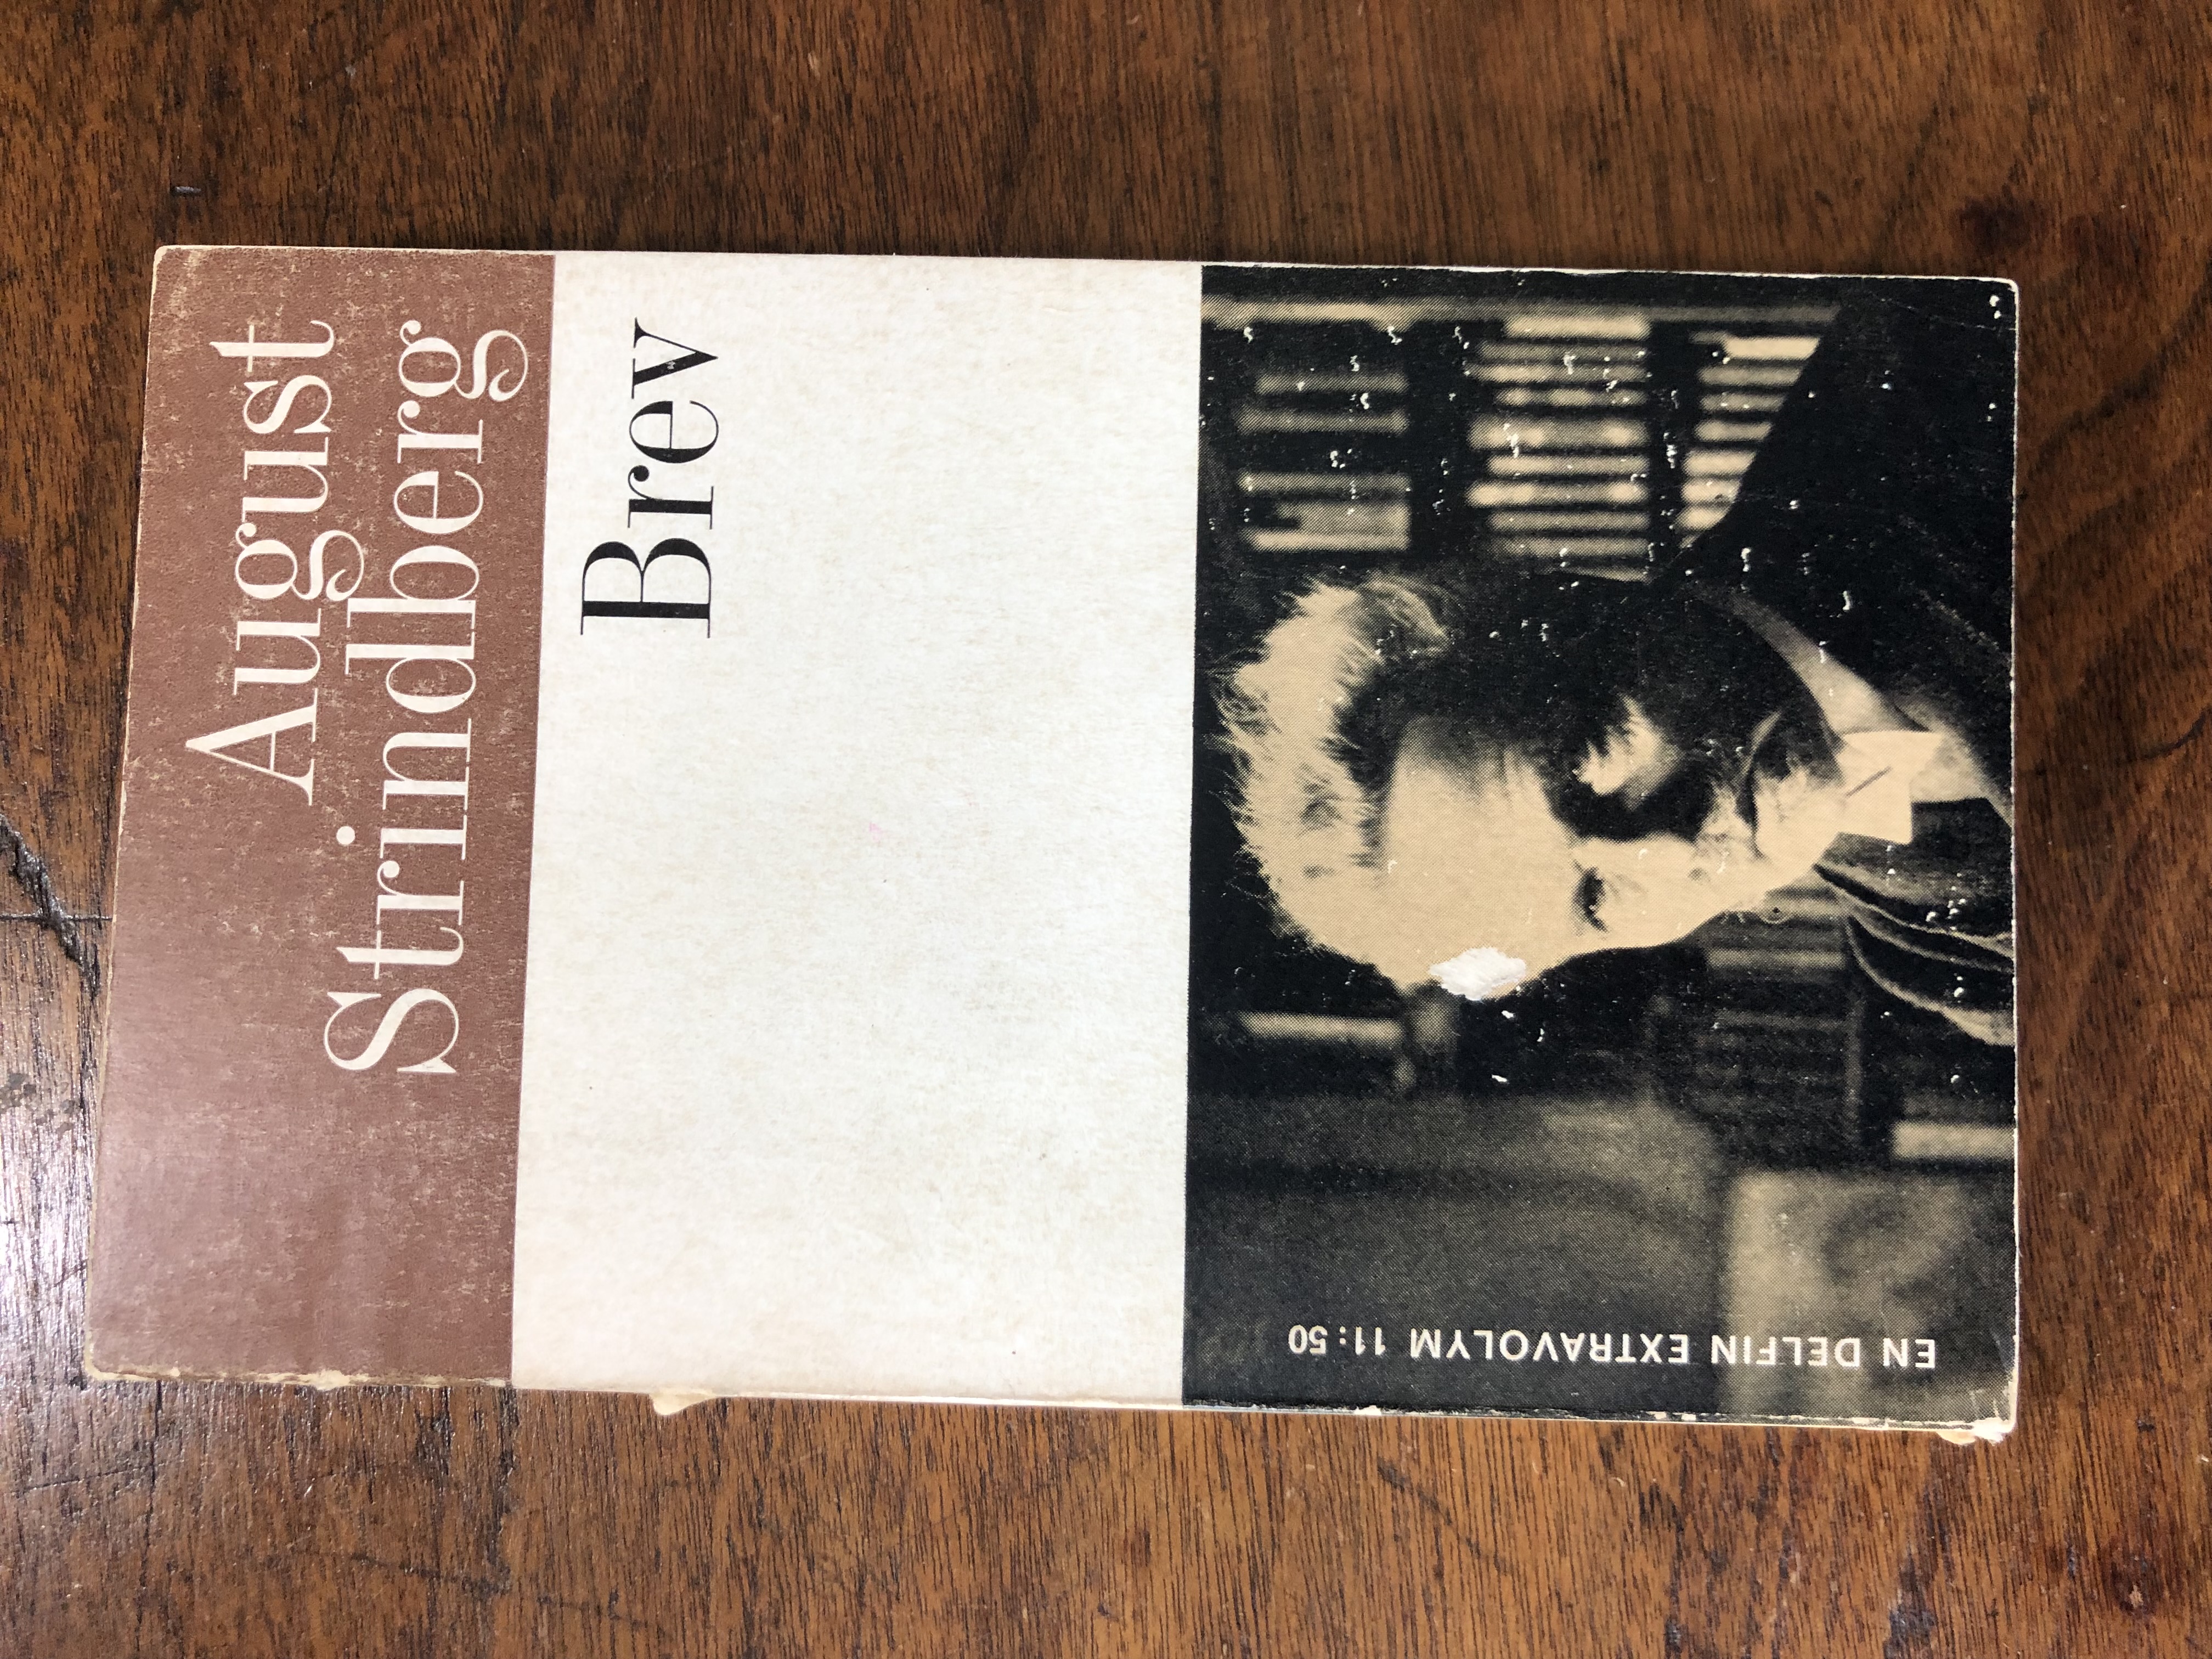 August
Strindberg
Brev
EN DELFIN EXTRAVOLYM 11:50